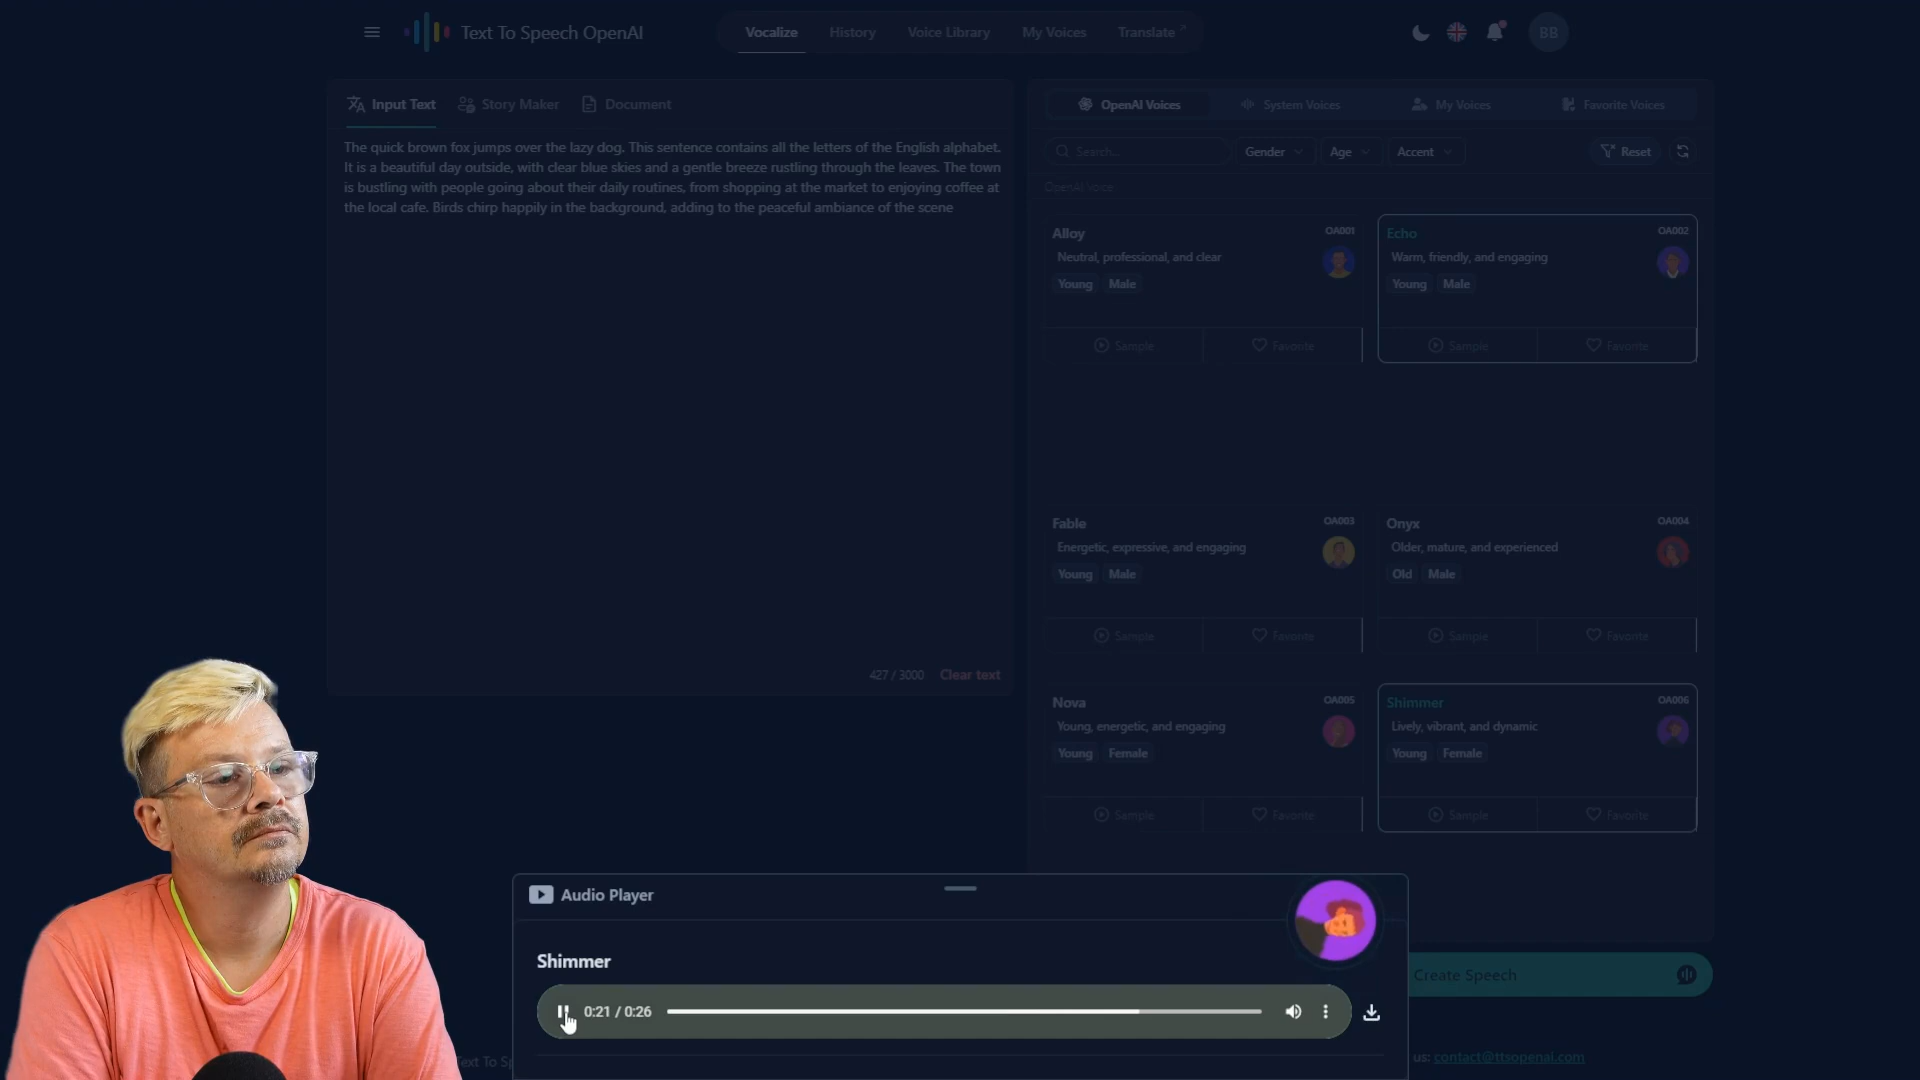 Text To Speech OpenAI
Vocalize
History
Voice Library
My Voices
Translate
BB
Input Text
Story Maker
Document
The quick brown fox jumps over the lazy dog. This sentence contains all the letters of the English alphabet.
It is a beautiful day outside, with clear blue skies and a gentle breeze rustling through the leaves. The town
is bustling with people going about their daily routines, from shopping at the market to enjoying coffee at
the local cafe. Birds chirp happily in the background, adding to the peaceful ambiance of the scene
427 / 3000
Clear text
OpenAI Voices
System Voices
My Voices
Favorite Voices
Search...
Gender
Age
Accent
Reset
OpenAI Voice
Alloy
OA001
Neutral, professional, and clear
Young
Male
Sample
Favorite
Echo
OA002
Warm, friendly, and engaging
Young
Male
Sample
Favorite
Fable
OA003
Energetic, expressive, and engaging
Young
Male
Sample
Favorite
Onyx
OA004
Older, mature, and experienced
Old
Male
Sample
Favorite
Nova
OA005
Young, energetic, and engaging
Young
Female
Sample
Favorite
Shimmer
OA006
Lively, vibrant, and dynamic
Young
Female
Sample
Favorite
Audio Player
Shimmer
0:21 / 0:26
Create Speech
Text To Sp
us: contact@ttsopenai.com